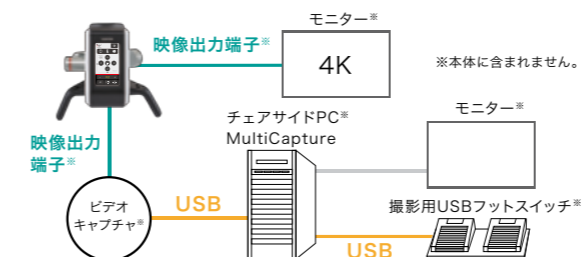 モニター※
映像出力端子※
4K
※本体に含まれません。
チェアサイドPC※
MultiCapture
モニター※
映像出力
端子※
ビデオ
キャプチャ※
USB
撮影用USBフットスイッチ※
USB